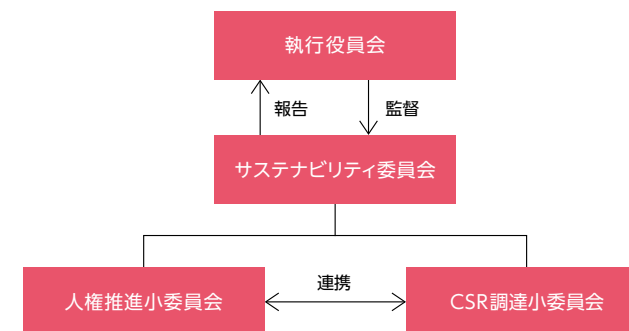 執行役員会
報告
監督
サステナビリティ委員会
連携
人権推進小委員会
CSR調達小委員会